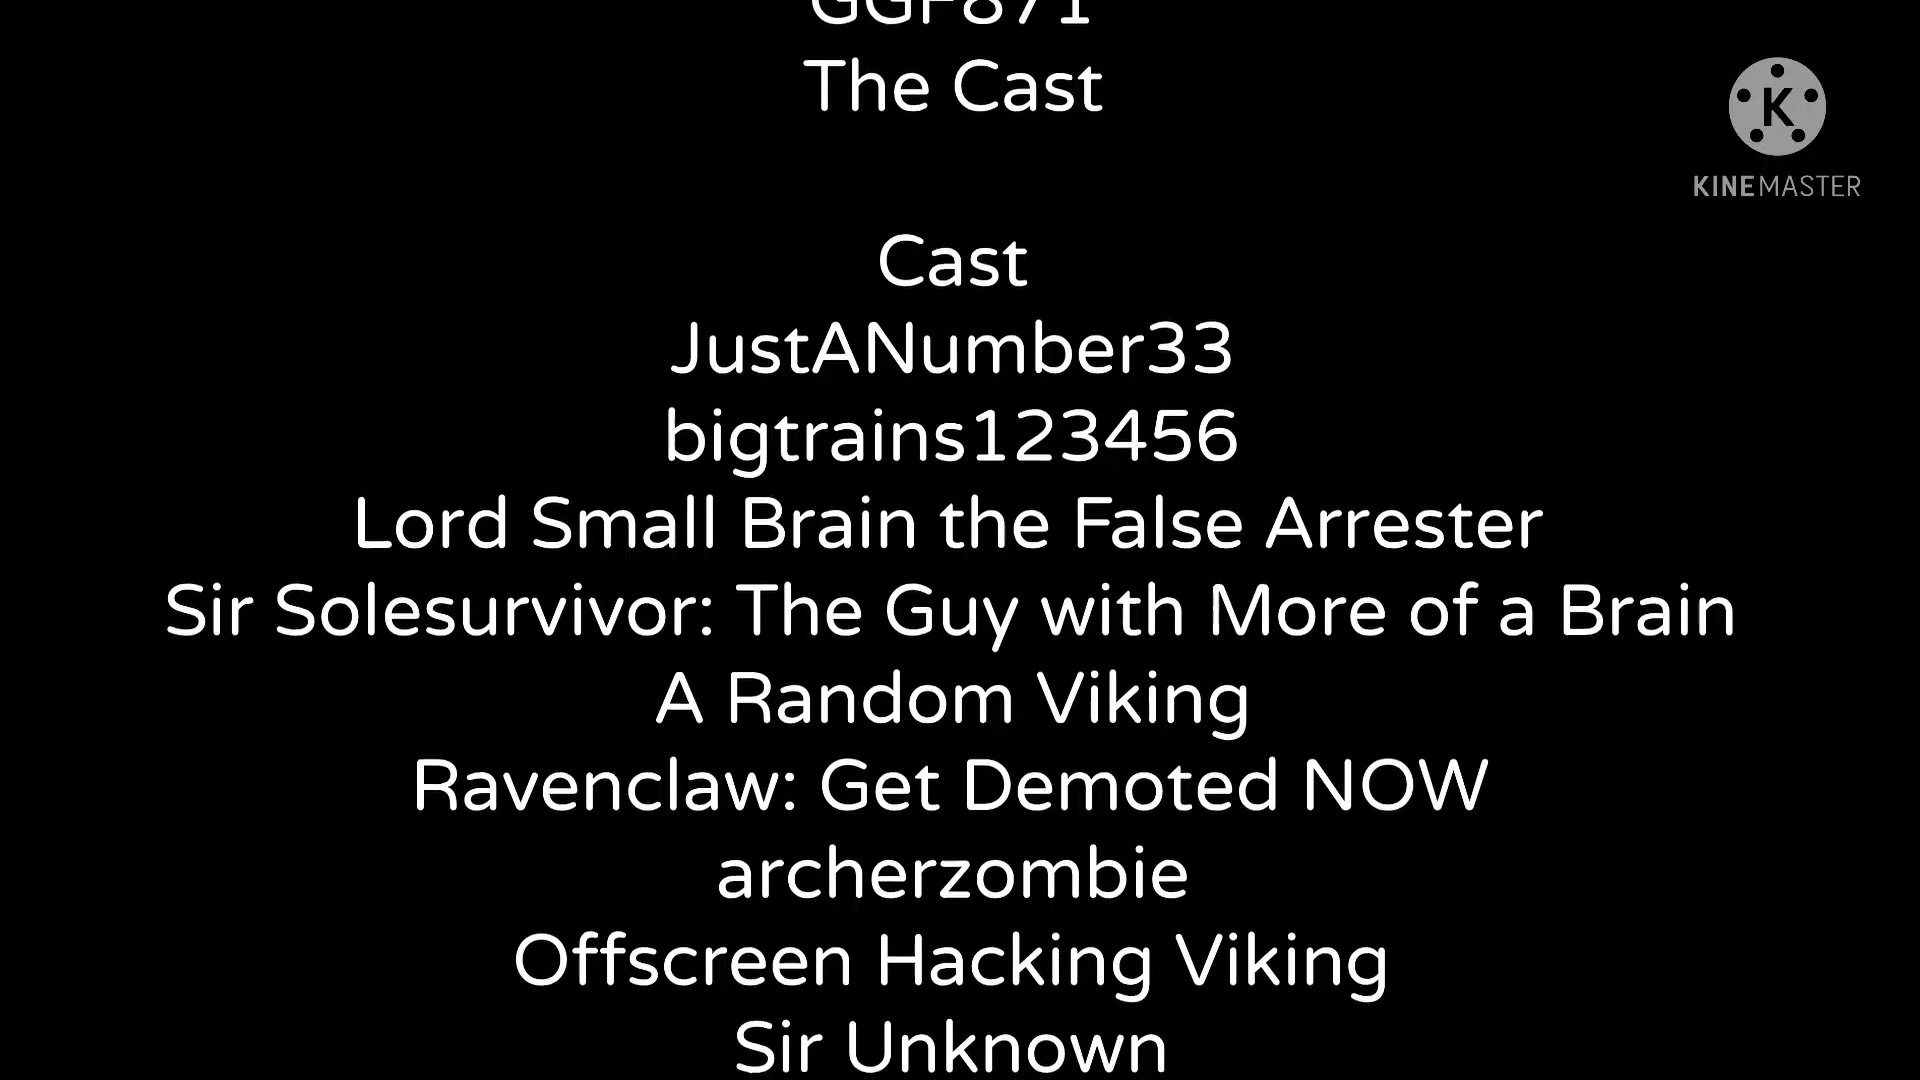 GGF871
The Cast
K
KINEMASTER
Cast
JustANumber33
bigtrains123456
Lord Small Brain the False Arrester
Sir Solesurvivor: The Guy with More of a Brain
A Random Viking
Ravenclaw: Get Demoted NOW
archerzombie
Offscreen Hacking Viking
Sir Unknown